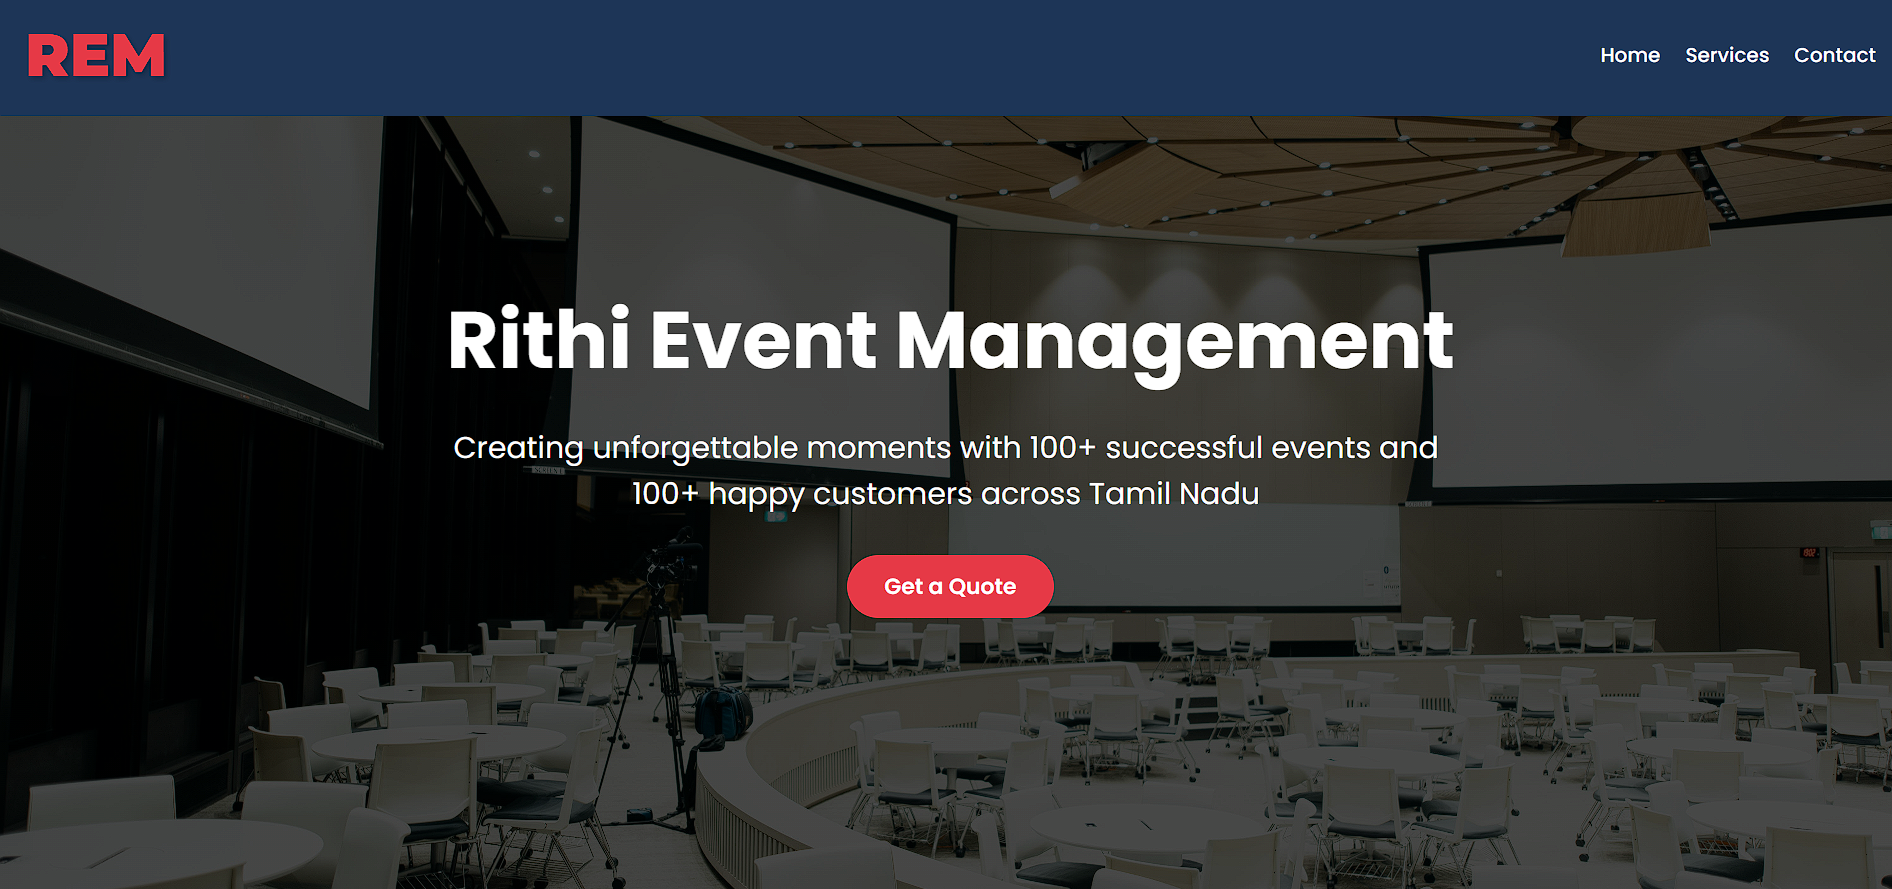 REM
Home Services Contact
Rithi Event Management
Creating unforgettable moments with 100+ successful events and
100+ happy customers across Tamil Nadu
Get a Quote